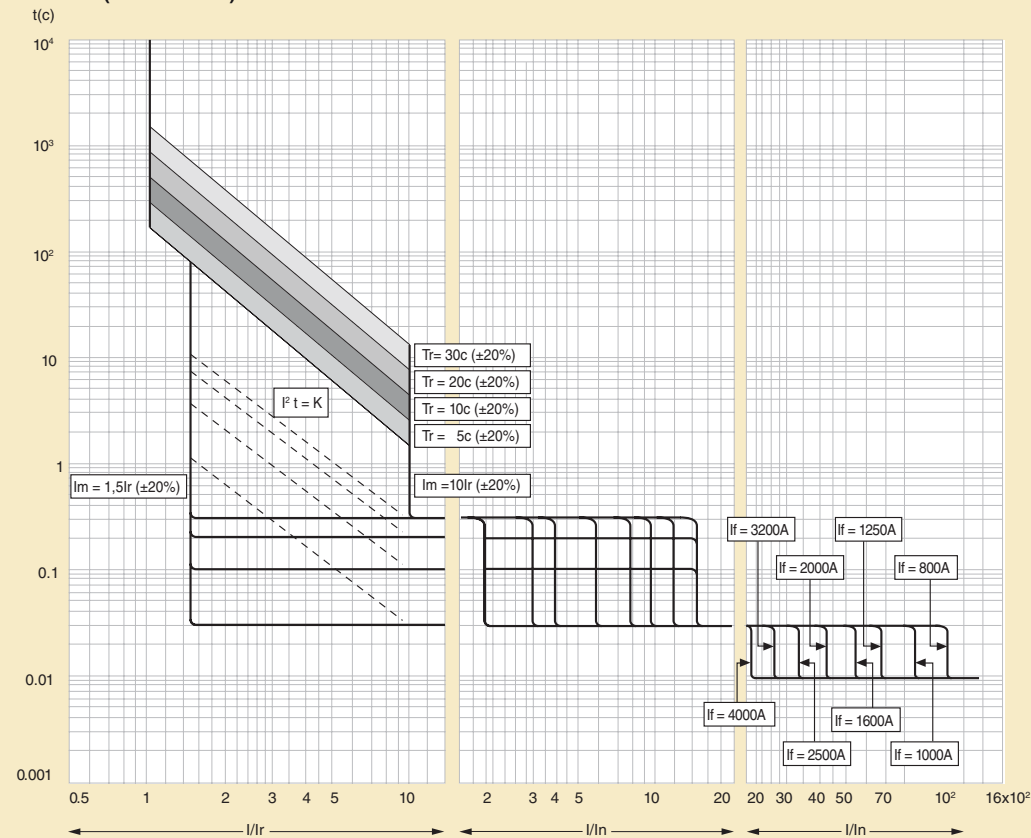 t(c)
10⁴
10³
10²
10
1
0.1
0.01
0.001
Tr= 30c (±20%)
Tr = 20c (±20%)
Tr = 10c (±20%)
Tr = 5c (±20%)
I² t = K
Im = 1,5Ir (±20%)
Im =10Ir (±20%)
If = 3200A
If = 1250A
If = 2000A
If = 800A
If = 4000A
If = 1600A
If = 2500A
If = 1000A
0.5 1 2 3 4 5 10
2 3 4 5 10 20
20 30 40 50 70 10² 16x10²
I/Ir
I/In
I/In